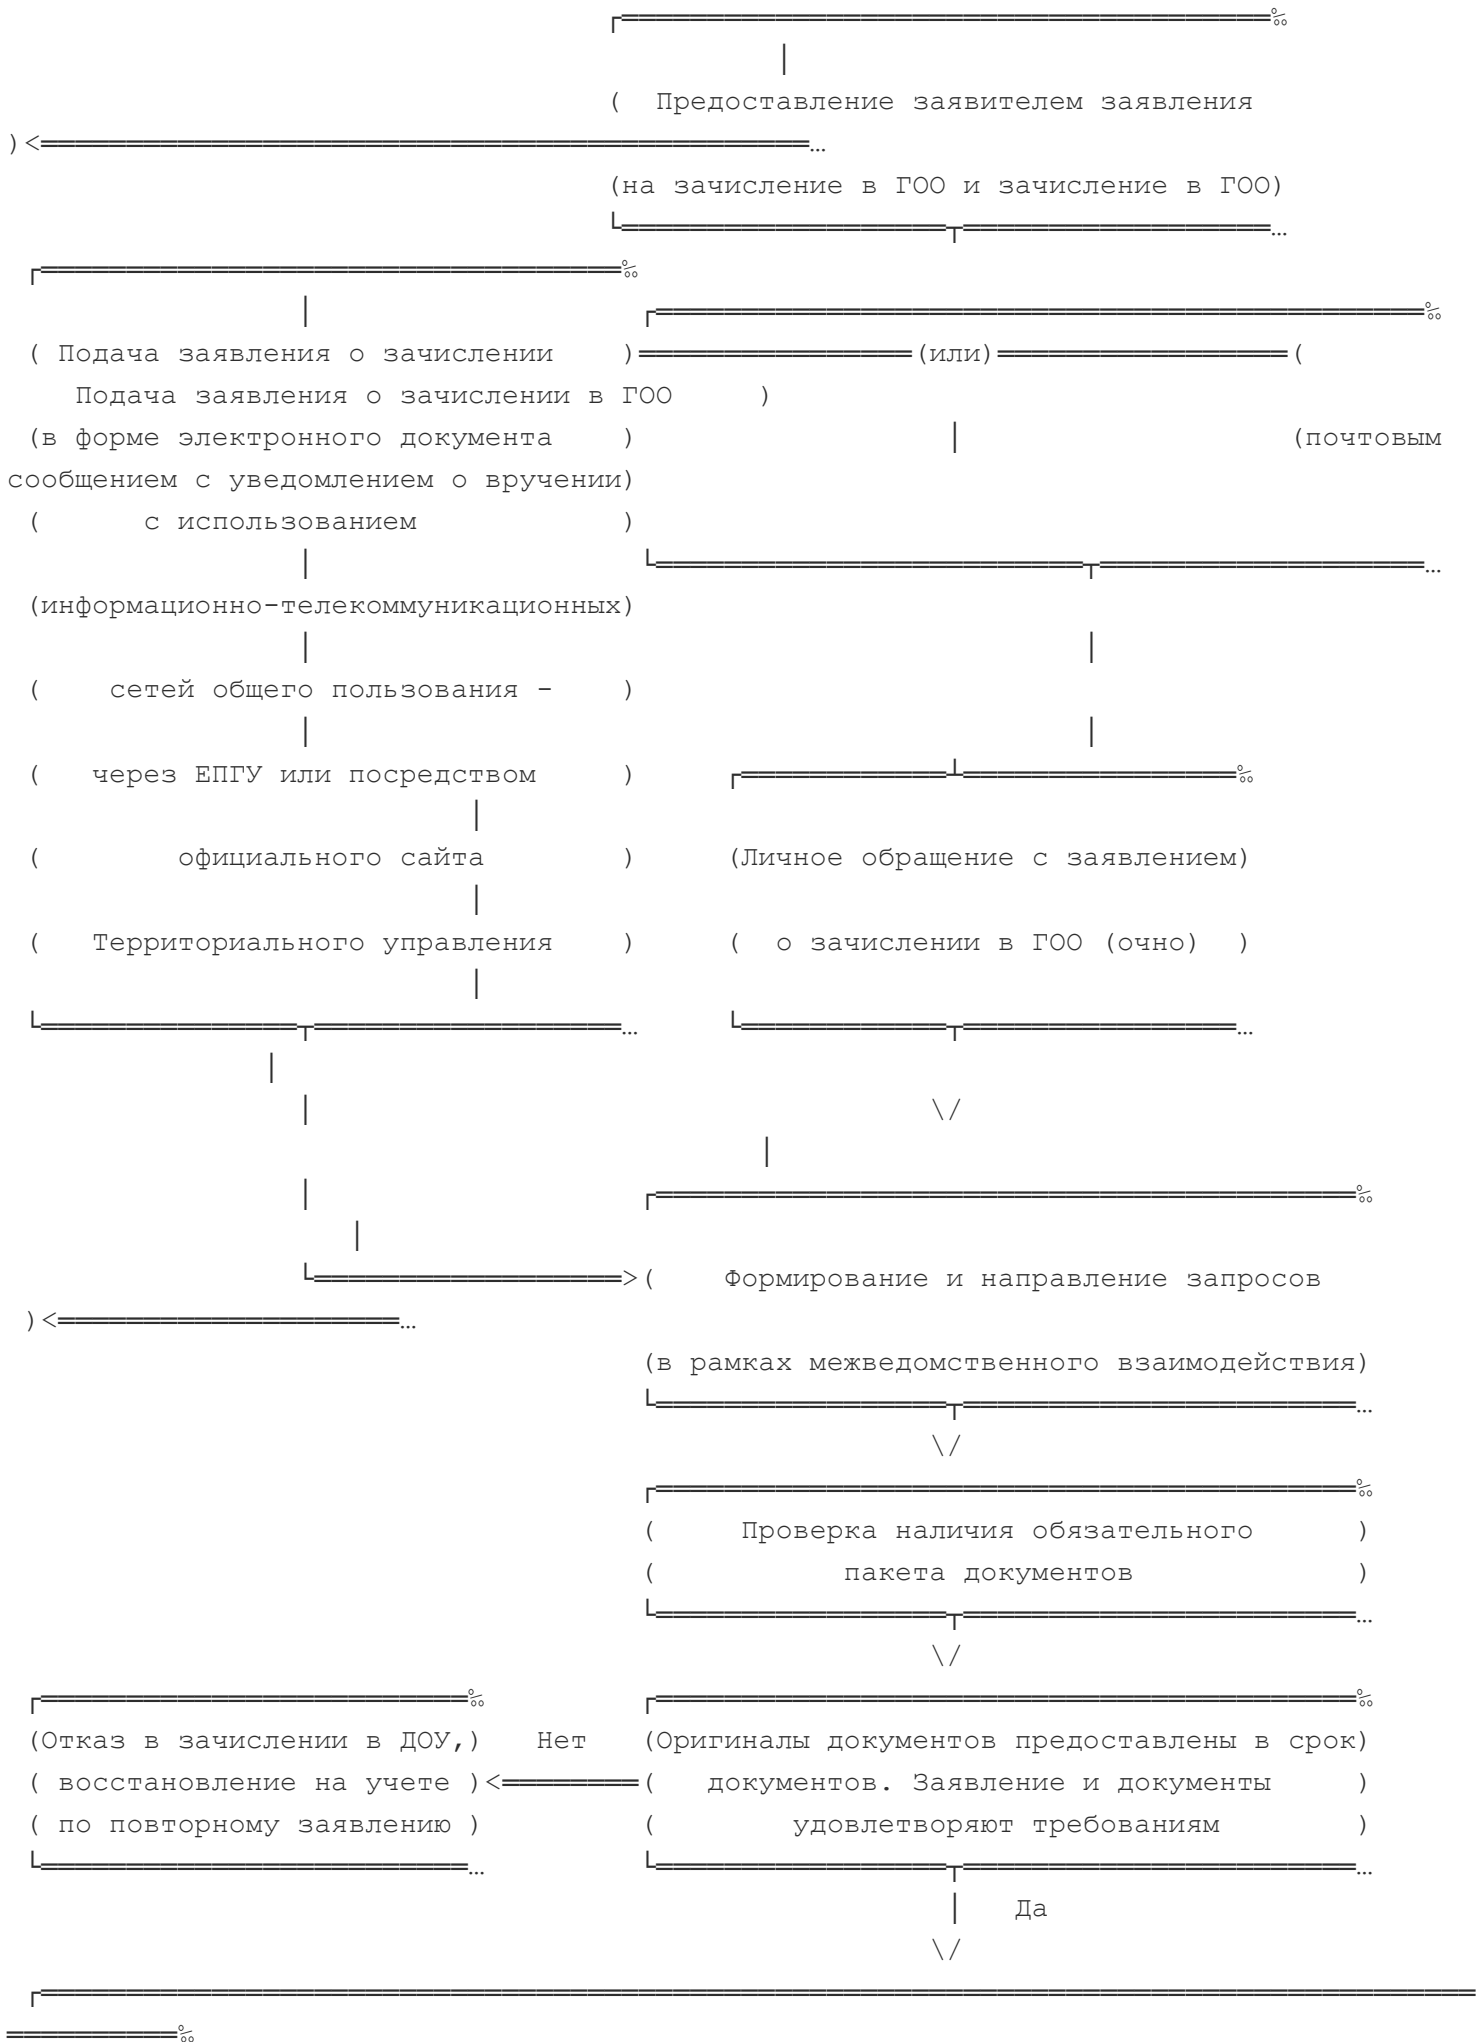 ( Предоставление заявителем заявления
)<
(на зачисление в ГОО и зачисление в ГОО)
( Подача заявления о зачислении )═(или)═(
Подача заявления о зачислении в ГОО )
(в форме электронного документа ) (почтовым
сообщением с уведомлением о вручении)
( с использованием )
(информационно-телекоммуникационных)
( сетей общего пользования - )
( через ЕПГУ или посредством )
( официального сайта ) (Личное обращение с заявлением)
( Территориального управления ) ( о зачислении в ГОО (очно) )
\/
>( Формирование и направление запросов
)<
(в рамках межведомственного взаимодействия)
\/
( Проверка наличия обязательного )
( пакета документов )
\/
(Отказ в зачислении в ДОУ,) Нет (Оригиналы документов предоставлены в срок)
( восстановление на учете )<═( документов. Заявление и документы )
( по повторному заявлению ) ( удовлетворяют требованиям )
Да
\/